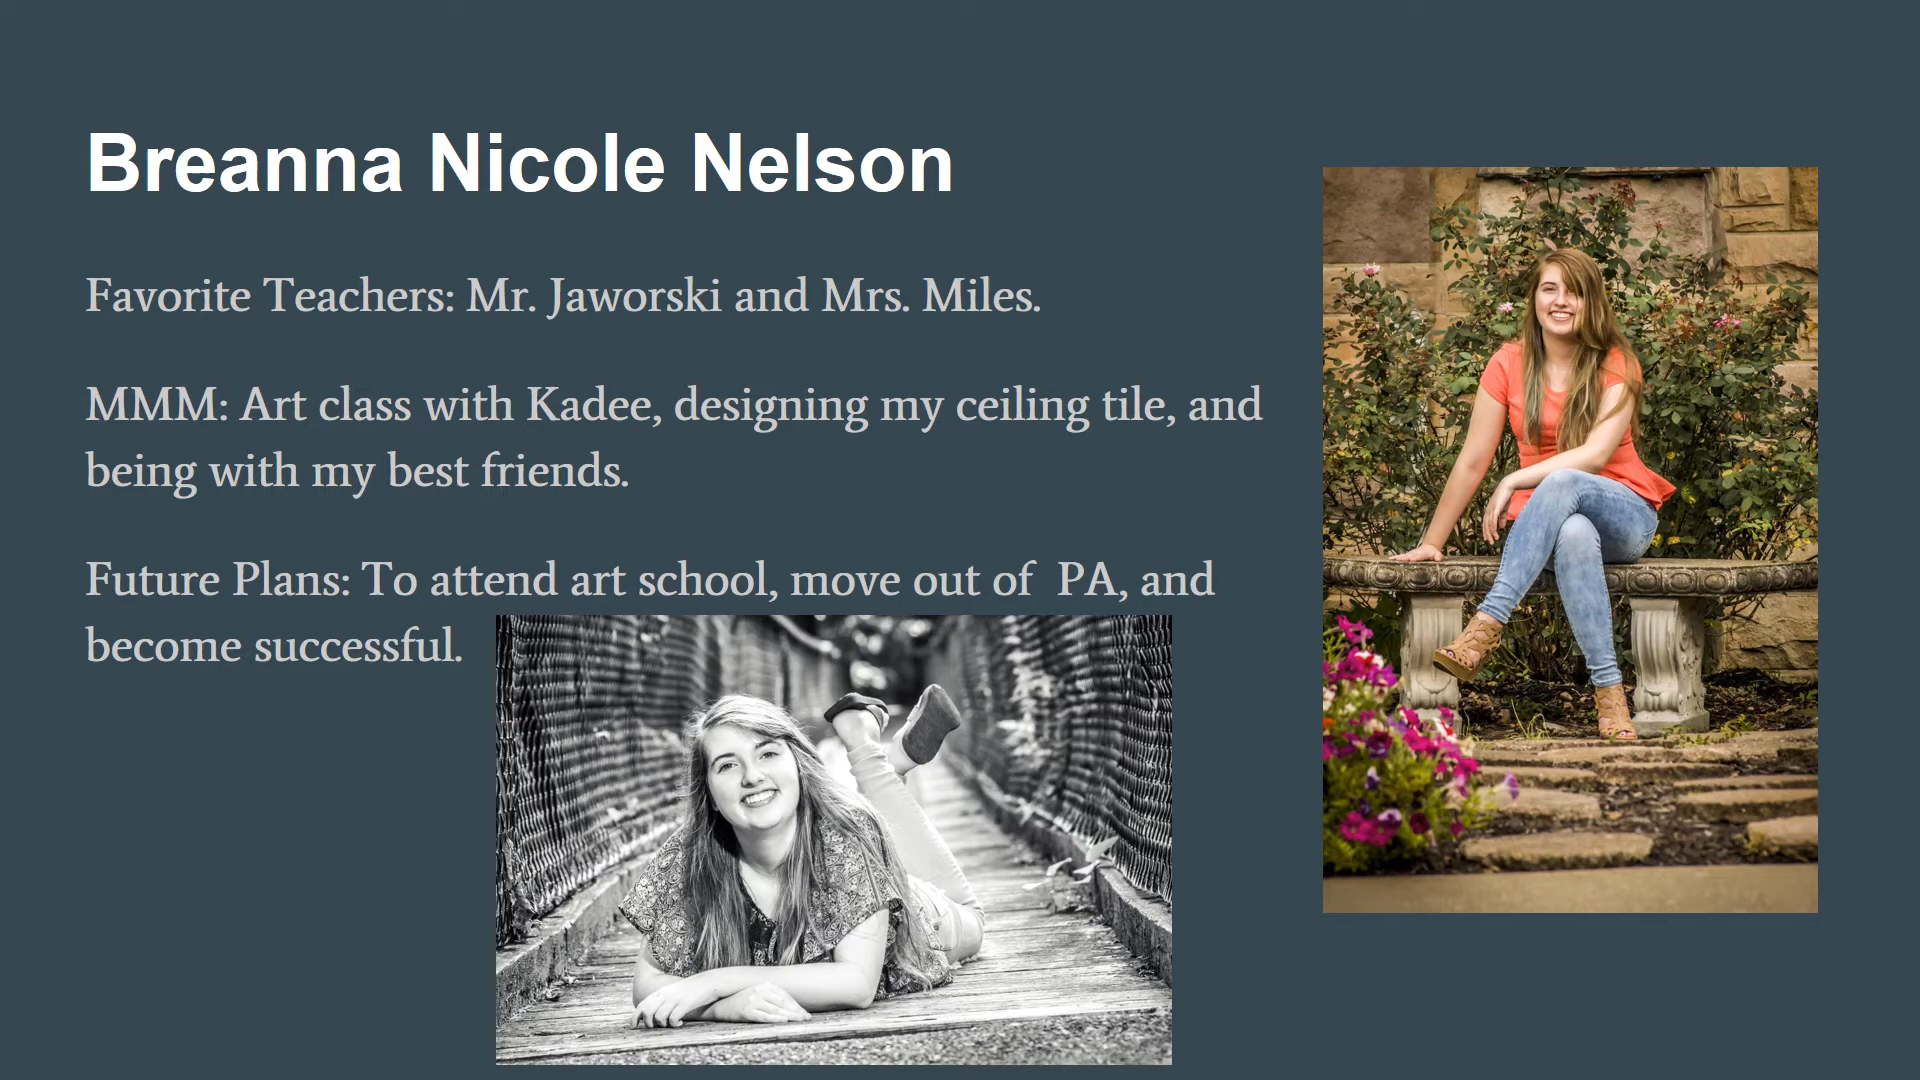 Breanna Nicole Nelson
Favorite Teachers: Mr. Jaworski and Mrs. Miles.
MMM: Art class with Kadee, designing my ceiling tile, and
being with my best friends.
Future Plans: To attend art school, move out of  PA, and
become successful.